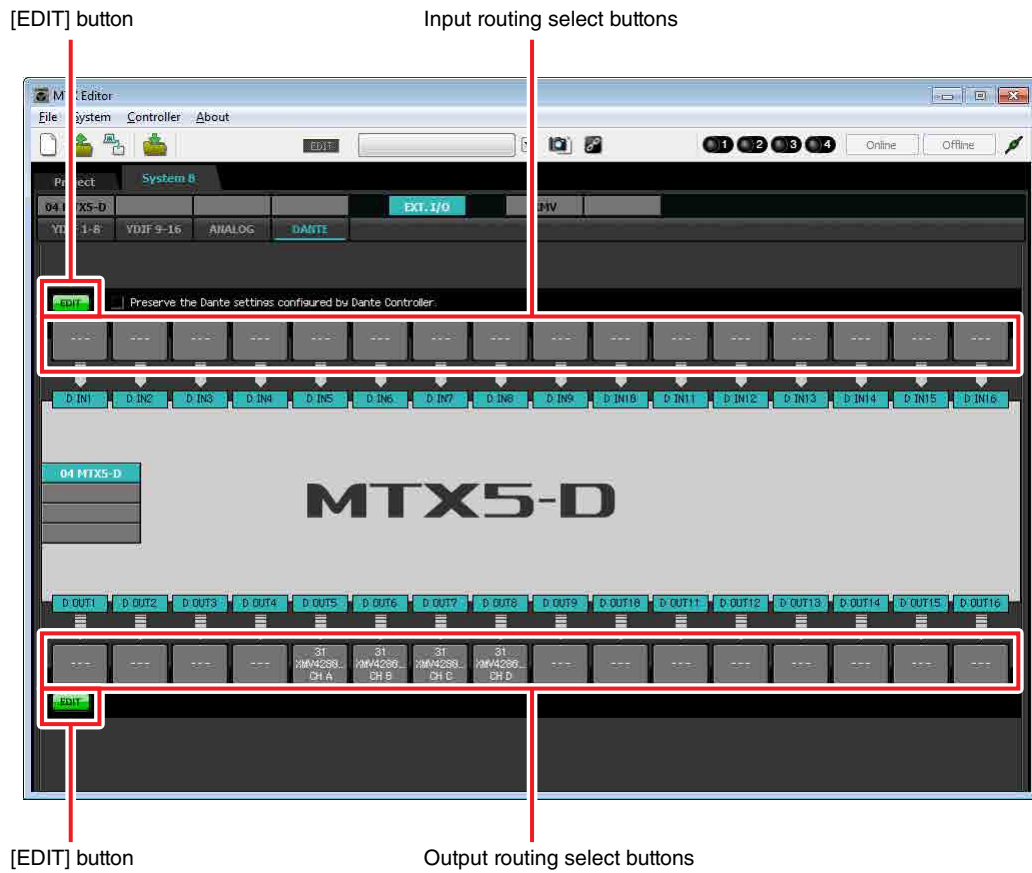 [EDIT] button Input routing select buttons
MTX Editor
File System Controller About
EDIT Online Offline
1 2 3 4
Project System 8
04 MTX5-D EXT. I/O XMV
YDIF 1-8 YDIF 9-16 ANALOG DANTE
EDIT Preserve the Dante settings configured by Dante Controller.
--- --- --- --- --- --- --- --- --- --- --- --- --- --- --- ---
D IN1 D IN2 D IN3 D IN4 D IN5 D IN6 D IN7 D IN8 D IN9 D IN10 D IN11 D IN12 D IN13 D IN14 D IN15 D IN16
04 MTX5-D
MTX5-D
D OUT1 D OUT2 D OUT3 D OUT4 D OUT5 D OUT6 D OUT7 D OUT8 D OUT9 D OUT10 D OUT11 D OUT12 D OUT13 D OUT14 D OUT15 D OUT16
31 31 31 31
--- --- --- --- XMV4280... XMV4280... XMV4280... XMV4280... --- --- --- --- --- --- --- ---
CH A CH B CH C CH D
EDIT
[EDIT] button Output routing select buttons